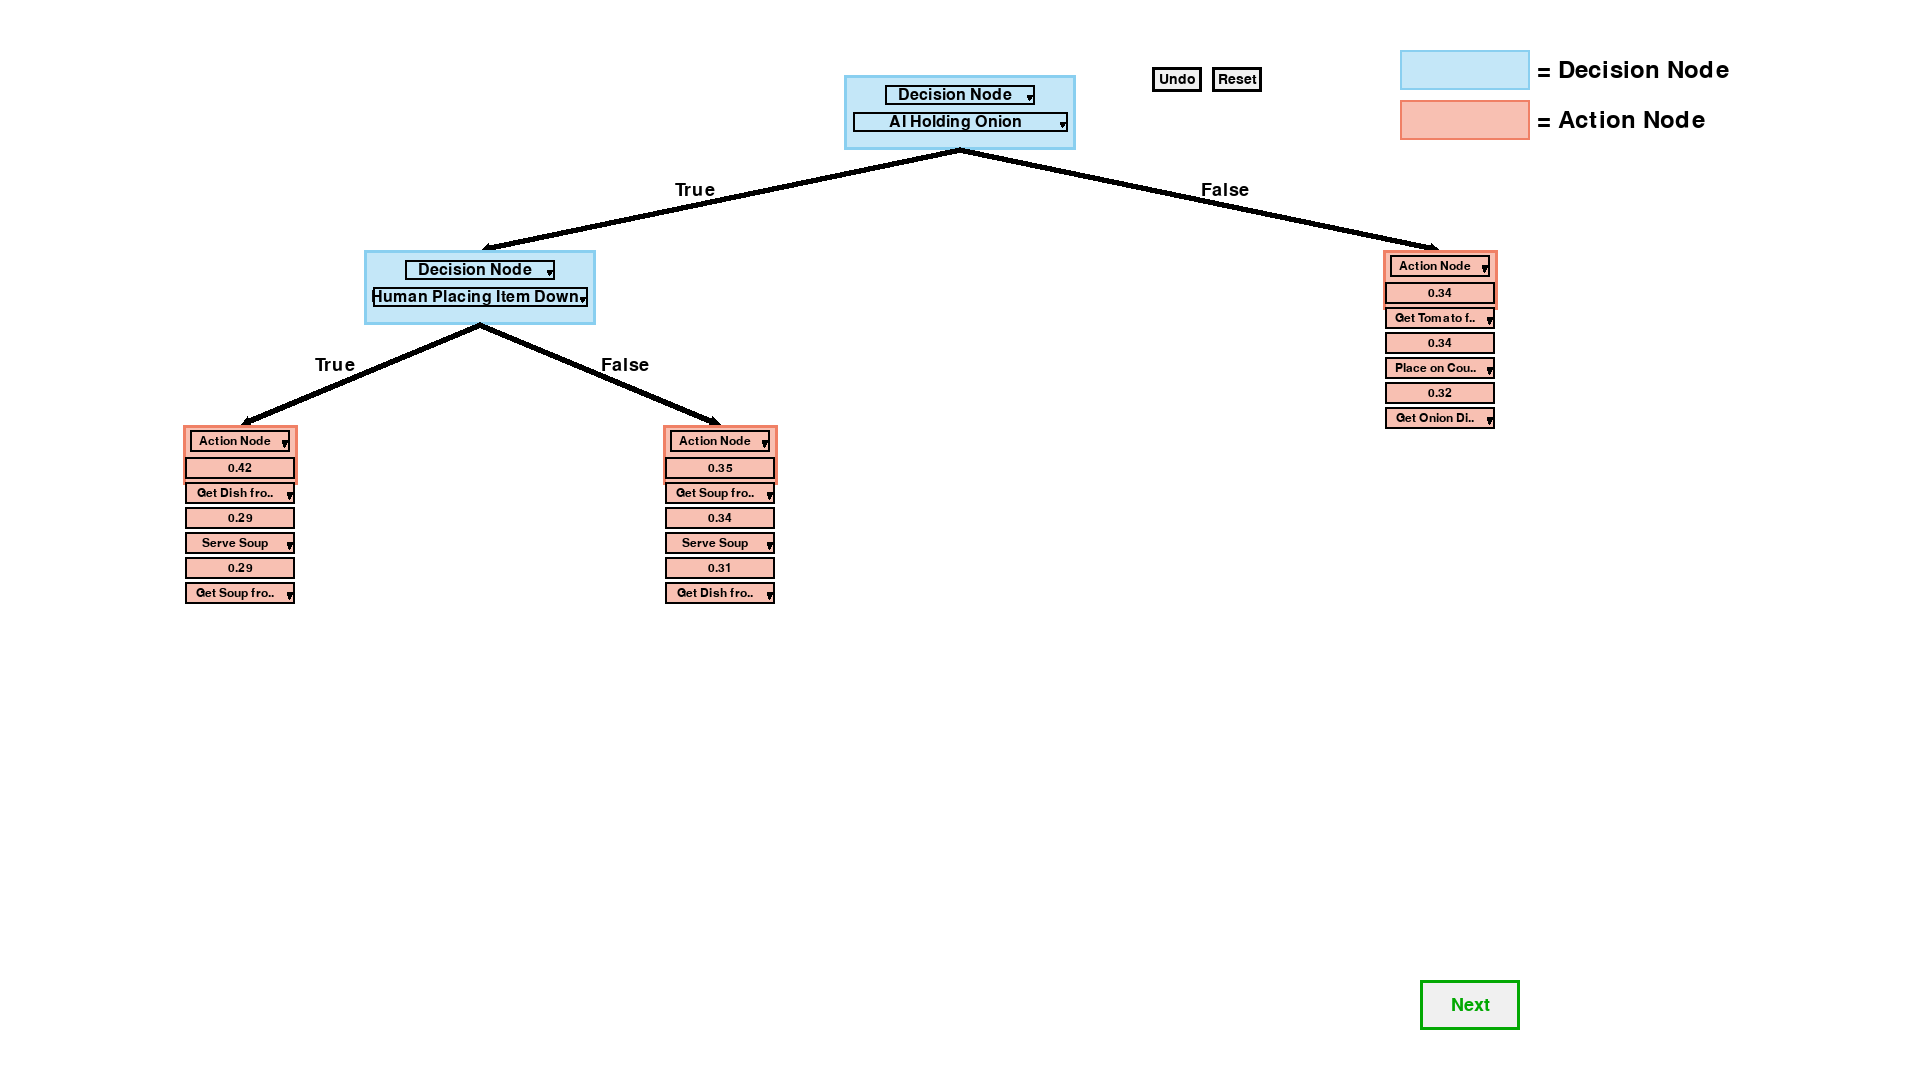 Undo
Reset
= Decision Node
= Action Node
Decision Node
AI Holding Onion
True
False
Decision Node
Human Placing Item Down
True
False
Action Node
0.42
Get Dish fro..
0.29
Serve Soup
0.29
Get Soup fro..
Action Node
0.35
Get Soup fro..
0.34
Serve Soup
0.31
Get Dish fro..
Action Node
0.34
Get Tomato f..
0.34
Place on Cou..
0.32
Get Onion Di..
Next